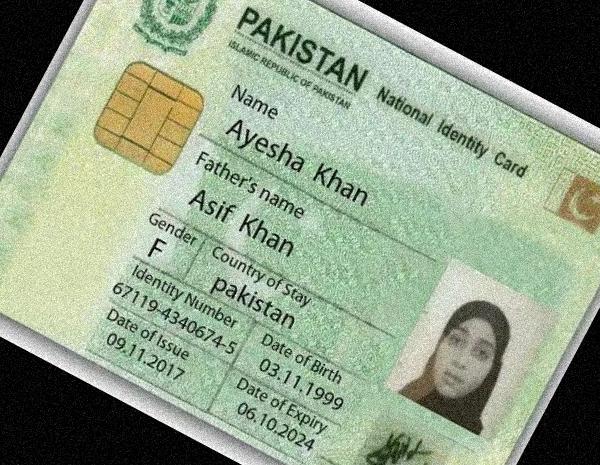 PAKISTAN National Identity Card
ISLAMIC REPUBLIC OF PAKISTAN
Name
Ayesha Khan
Father's name
Asif Khan
Gender Country of Stay
F pakistan
Identity Number Date of Birth
67119-4340674-5 03.11.1999
Date of Issue Date of Expiry
09.11.2017 06.10.2024